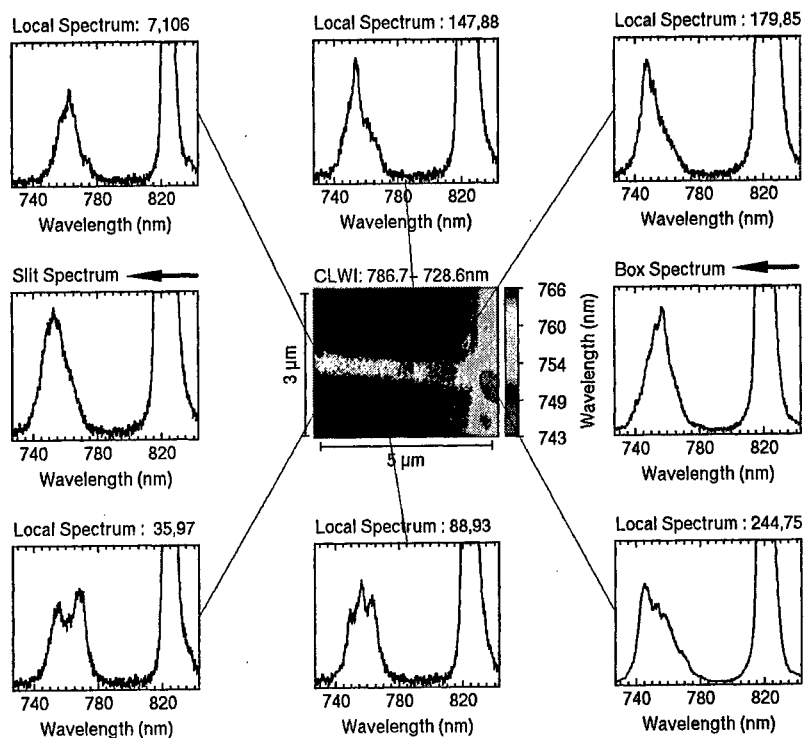 Local Spectrum: 7,106
740 780 820
Wavelength (nm)
Local Spectrum : 147,88
740 780 820
Wavelength (nm)
Local Spectrum : 179,85
740 780 820
Wavelength (nm)
Slit Spectrum
740 780 820
Wavelength (nm)
CLWI: 786.7– 728.6nm
3 µm
5 µm
766
760
754
749
743
Wavelength (nm)
Box Spectrum
740 780 820
Wavelength (nm)
Local Spectrum : 35,97
740 780 820
Wavelength (nm)
Local Spectrum : 88,93
740 780 820
Wavelength (nm)
Local Spectrum : 244,75
740 780 820
Wavelength (nm)